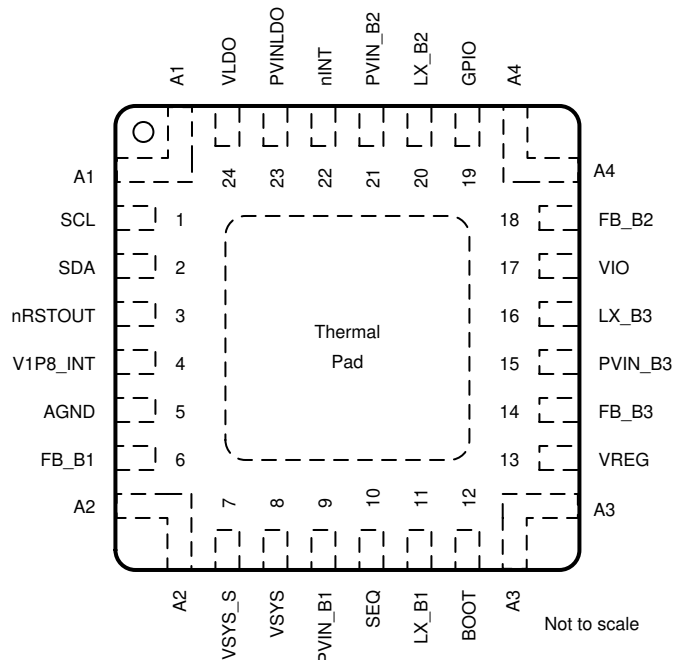 A1
VLDO
PVINLDO
nINT
PVIN_B2
LX_B2
GPIO
A4
A1
24
23
22
21
20
19
A4
SCL
1
18
FB_B2
SDA
2
17
VIO
nRSTOUT
3
16
LX_B3
Thermal
Pad
V1P8_INT
4
15
PVIN_B3
AGND
5
14
FB_B3
FB_B1
6
13
VREG
A2
7
8
9
10
11
12
A3
A2
VSYS_S
VSYS
PVIN_B1
SEQ
LX_B1
BOOT
A3
Not to scale